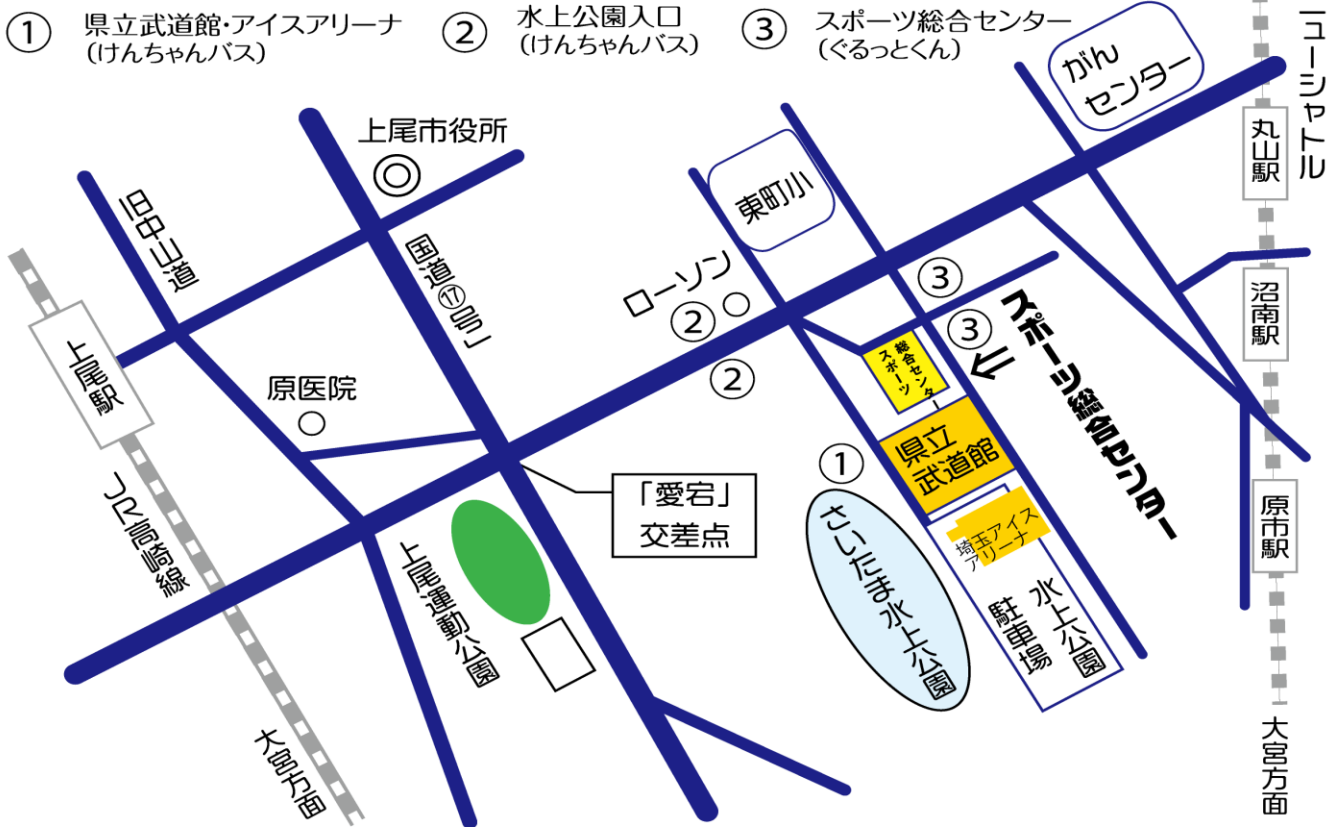 ① 県立武道館・アイスアリーナ
(けんちゃんバス)
② 水上公園入口
(けんちゃんバス)
③ スポーツ総合センター
(ぐるっとくん)
がん
センター
ニューシャトル
丸山駅
上尾市役所
東町小
旧中山道
国道⑰号」
ローソン
②
②
③
③
沼南駅
スポーツ総合センター
←
総合センター
スポーツ
上尾駅
原医院
県立
武道館
①
「愛宕」
交差点
原市駅
埼玉アイス
アリーナ
さいたま水上公園
水上公園
駐車場
JR高崎線
上尾運動公園
大宮方面
大宮方面